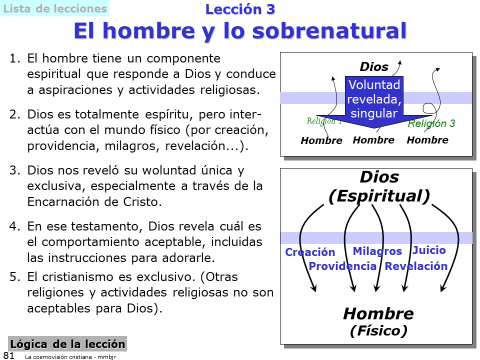 Lista de lecciones
Lección 3
El hombre y lo sobrenatural
1. El hombre tiene un componente
espiritual que responde a Dios y conduce
a aspiraciones y actividades religiosas.
2. Dios es totalmente espíritu, pero inter-
actúa con el mundo físico (por creación,
providencia, milagros, revelación...).
3. Dios nos reveló su woluntad única y
exclusiva, especialmente a través de la
Encarnación de Cristo.
4. En ese testamento, Dios revela cuál es
el comportamiento aceptable, incluidas
las instrucciones para adorarle.
5. El cristianismo es exclusivo. (Otras
religiones y actividades religiosas no son
aceptables para Dios).
Dios
Voluntad
revelada,
singular
Religión 1
Religión 3
Hombre Hombre Hombre
Dios
(Espiritual)
Creación Milagros Juicio
Providencia Revelación
Hombre
(Físico)
Lógica de la lección
81 La cosmovisión cristiana - mmbjr